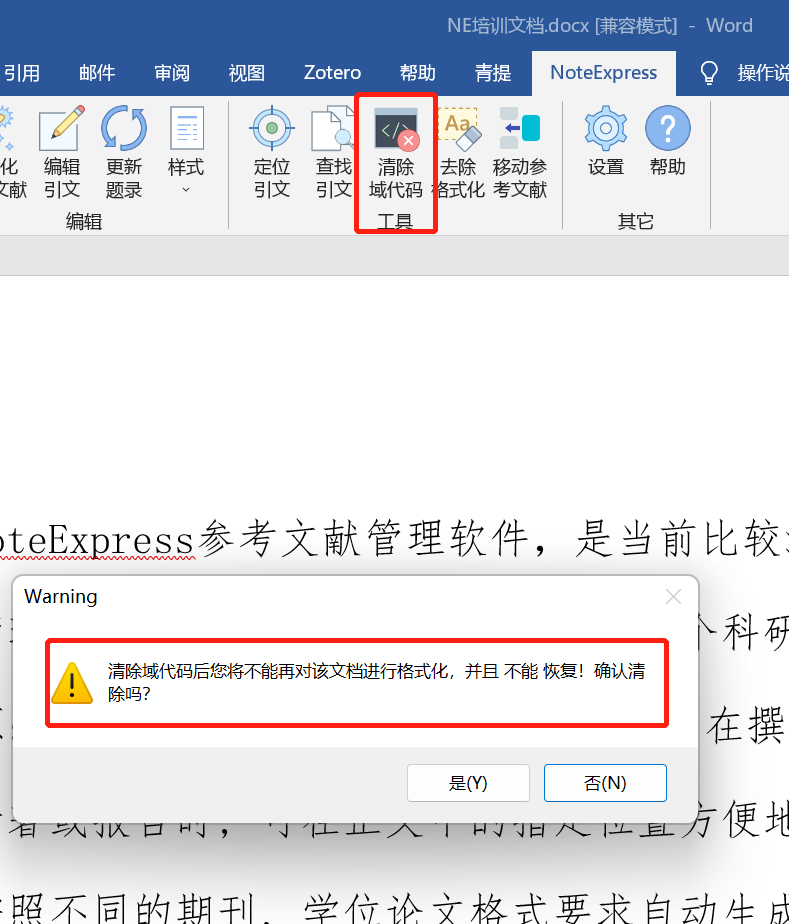 NE培训文档.docx [兼容模式] - Word
引用 邮件 审阅 视图 Zotero 帮助 青提 NoteExpress 操作说
化 编辑 更新 样式 定位 查找 清除 去除 移动参 设置 帮助
文献 引文 题录 引文 引文 域代码 格式化 考文献
编辑 工具 其它
</> Aa ?
oteExpress参考文献管理软件，是当前比较
Warning
个科研
清除域代码后您将不能再对该文档进行格式化，并且 不能 恢复！确认清
除吗？
在撰
是(Y) 否(N)
著或报告时，可在正文中的指定位置方便地
按照不同的期刊、学位论文格式要求自动生成